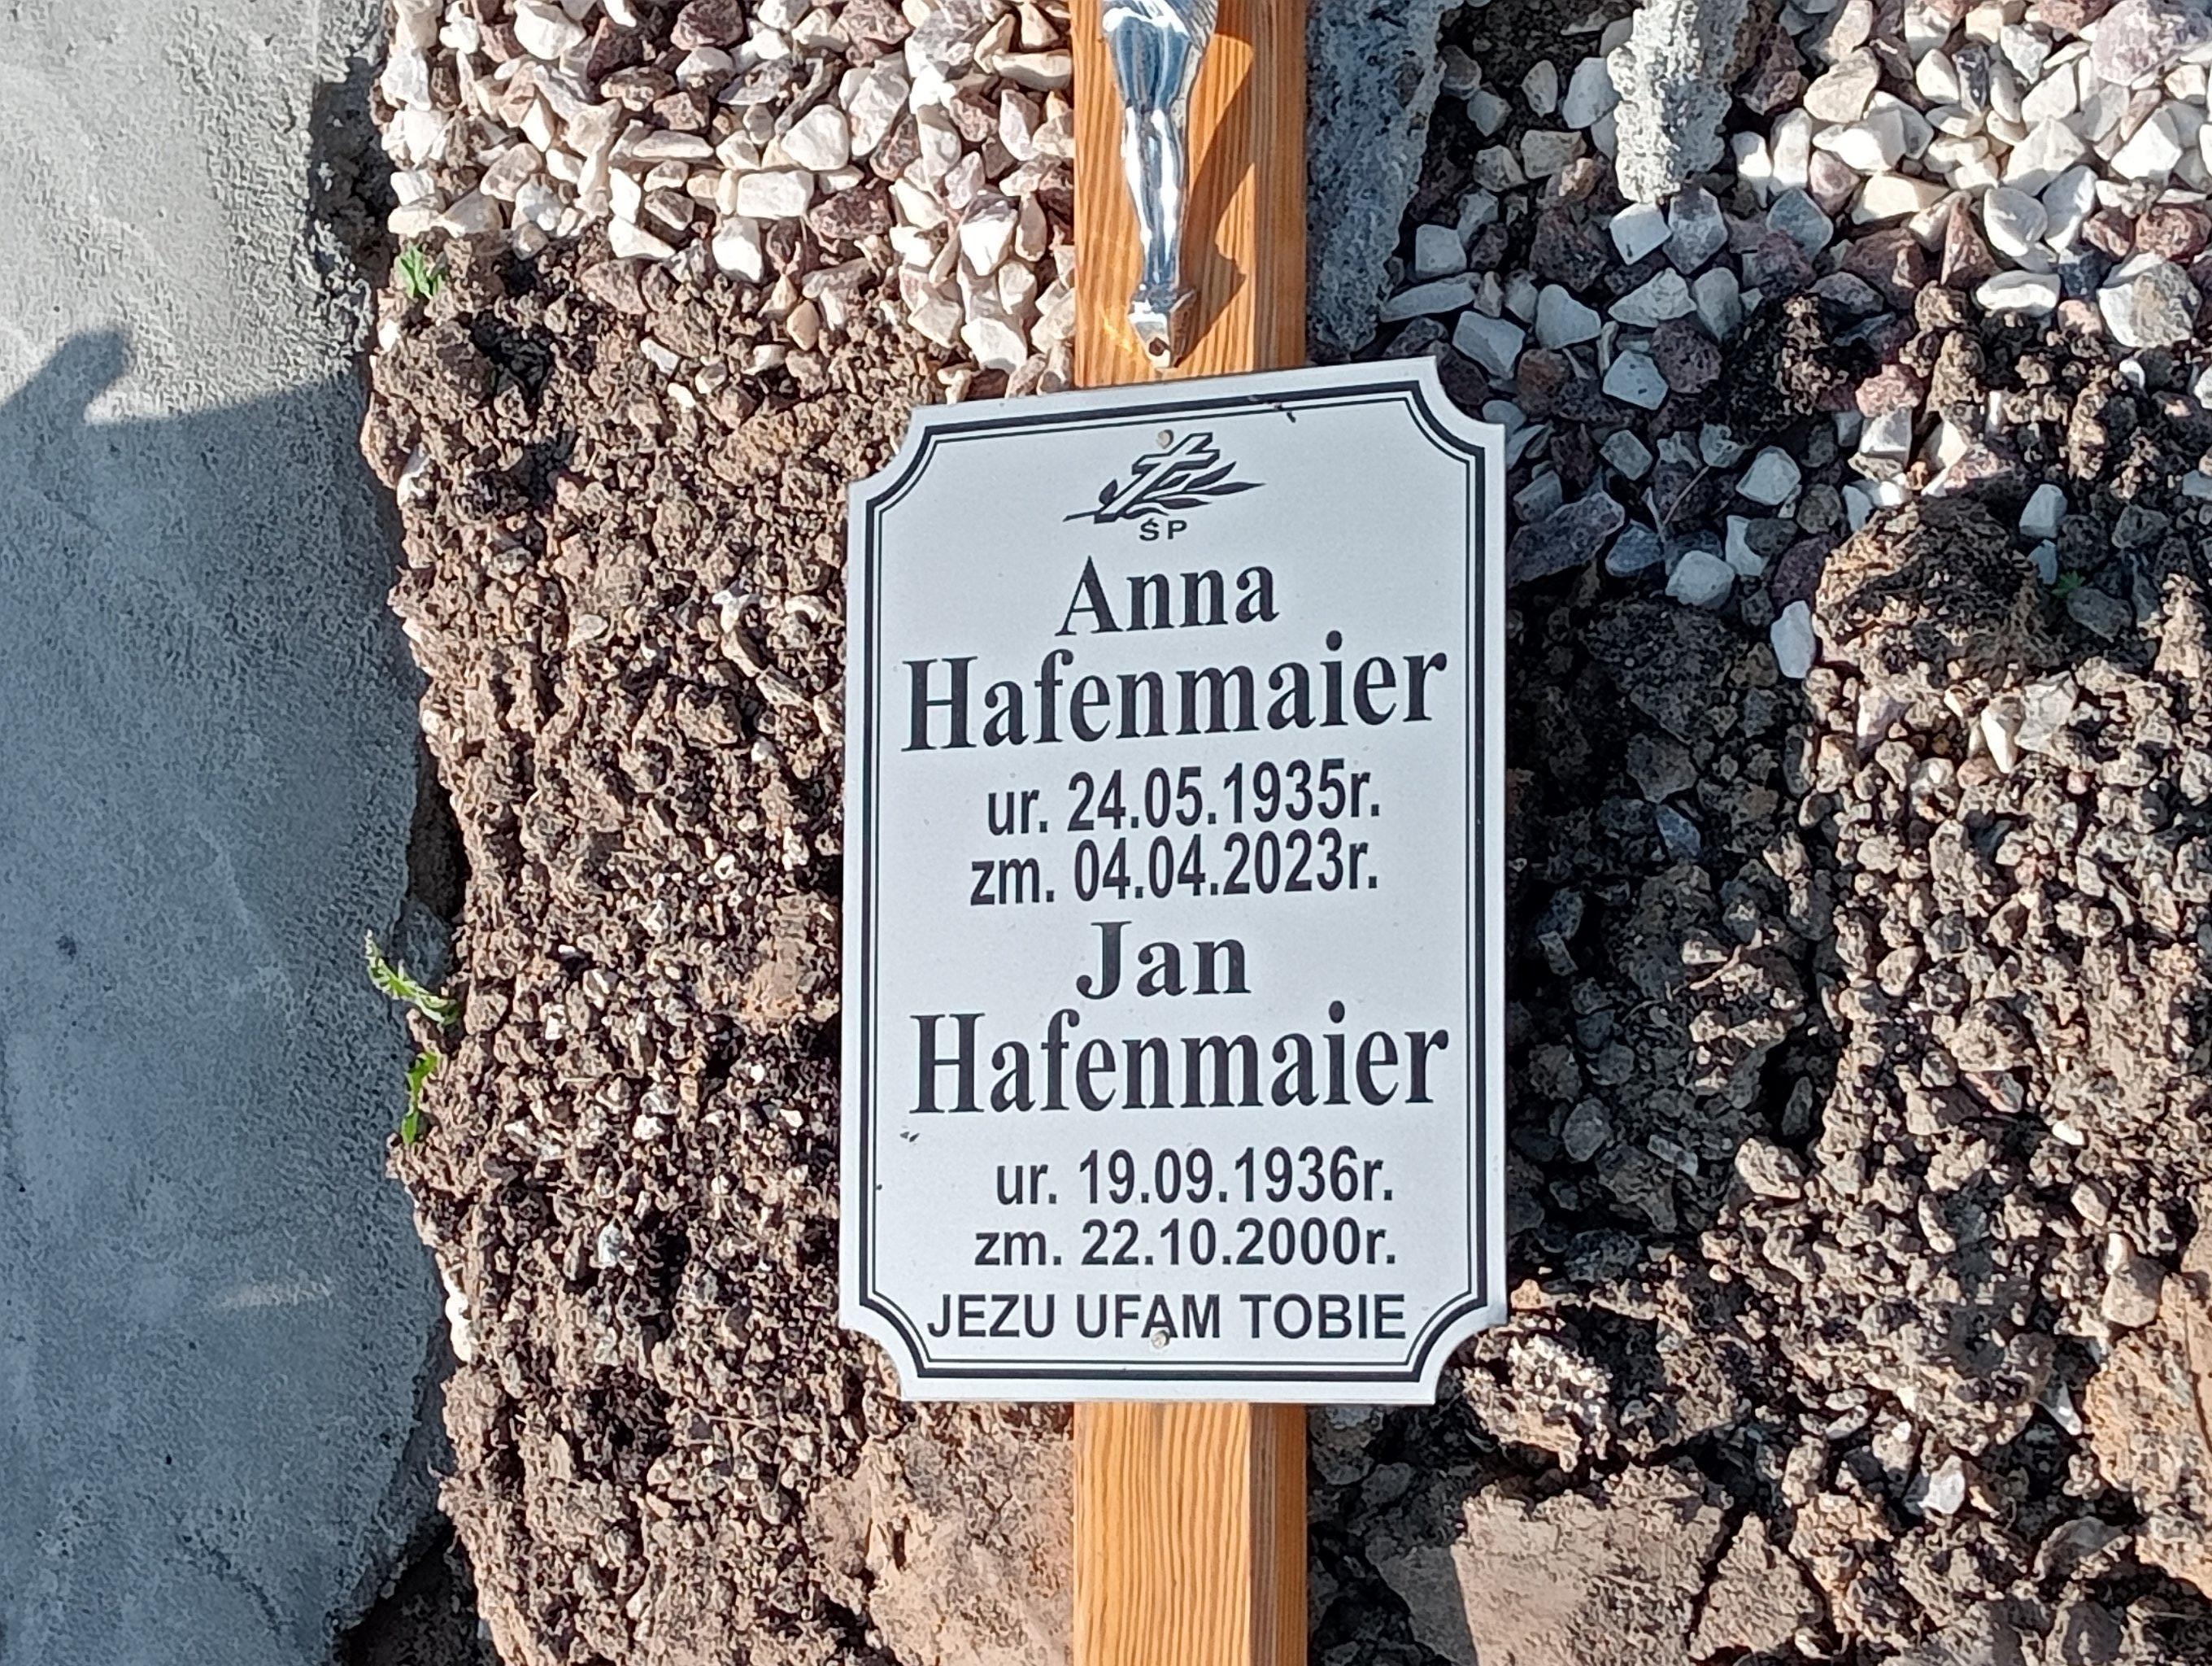 ŚP
Anna
Hafenmaier
ur. 24.05.1935r.
zm. 04.04.2023r.
Jan
Hafenmaier
ur. 19.09.1936r.
zm. 22.10.2000r.
JEZU UFAM TOBIE